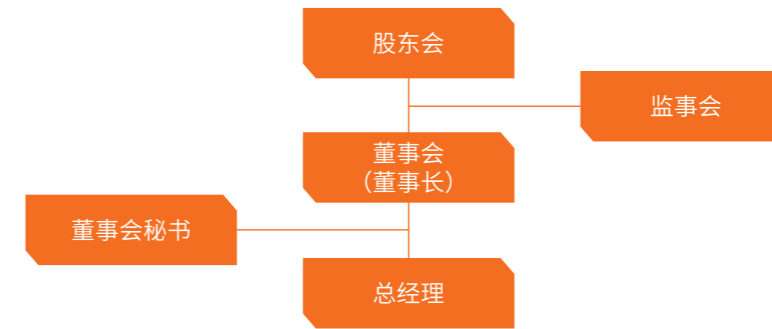 股东会
监事会
董事会
（董事长）
董事会秘书
总经理